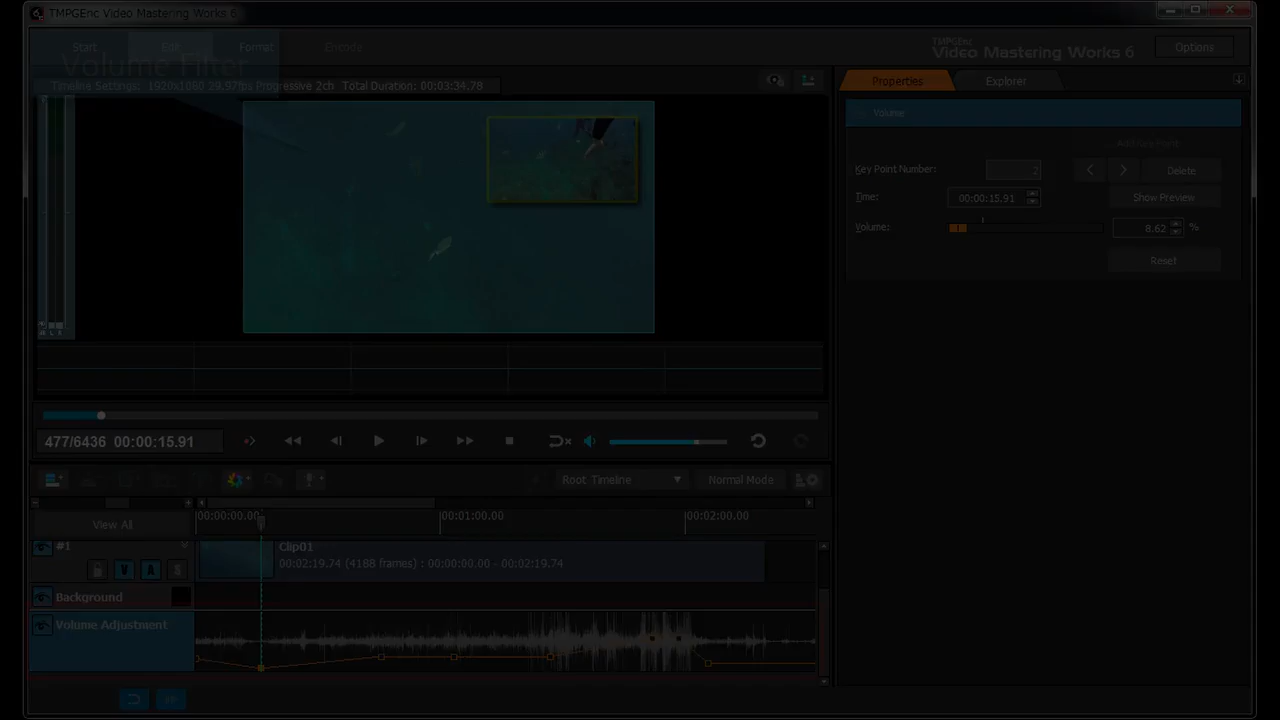 TMPGEnc Video Mastering Works 6
Start Edit Format Encode
Volume Filter
TMPGEnc
Video Mastering Works 6
Options
Timeline Settings: 1920x1080 29.97fps Progressive 2ch Total Duration: 00:03:34.78
Properties Explorer
Volume
Add Key Point
Key Point Number: 2 Delete
Time: 00:00:15.91 Show Preview
Volume: 8.62 %
Reset
477/6436 00:00:15.91
Root Timeline Normal Mode
View All
00:00:00.00 00:01:00.00 00:02:00.00
#1 Clip01
V A S 00:02:19.74 (4188 frames) : 00:00:00.00 - 00:02:19.74
Background
Volume Adjustment